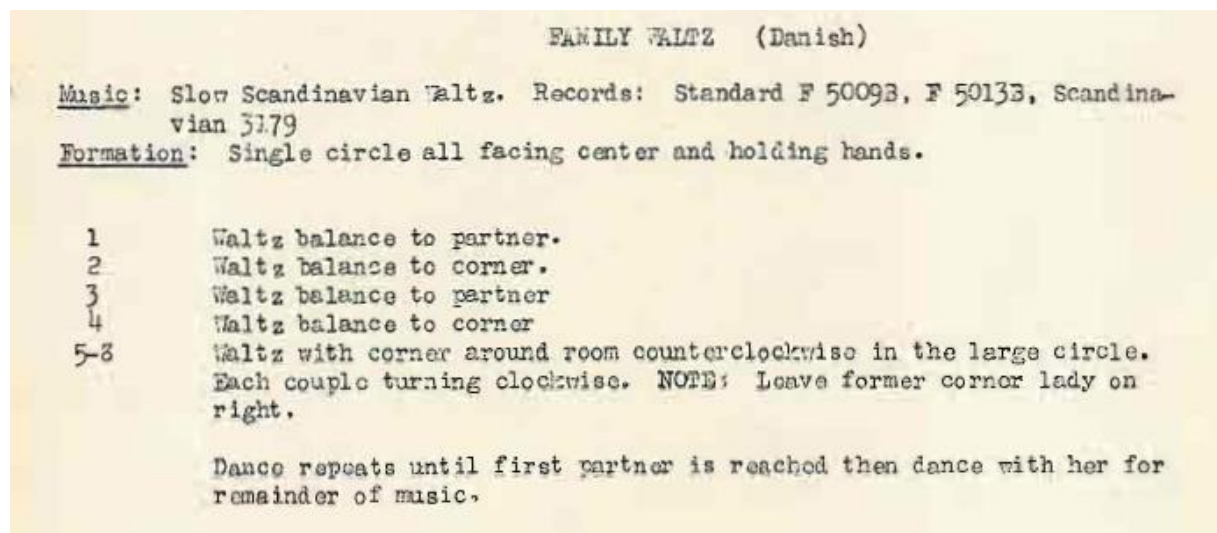 FAMILY WALTZ (Danish)
Music: Slow Scandinavian Waltz. Records: Standard F 5009B, F 5013B, Scandina-
vian 3179
Formation: Single circle all facing center and holding hands.
1 Waltz balance to partner.
2 Waltz balance to corner.
3 Waltz balance to partner
4 Waltz balance to corner
5-8 Waltz with corner around room counterclockwise in the large circle.
Each couple turning clockwise. NOTE: Leave former corner lady on
right.
Dance repeats until first partner is reached then dance with her for
remainder of music.